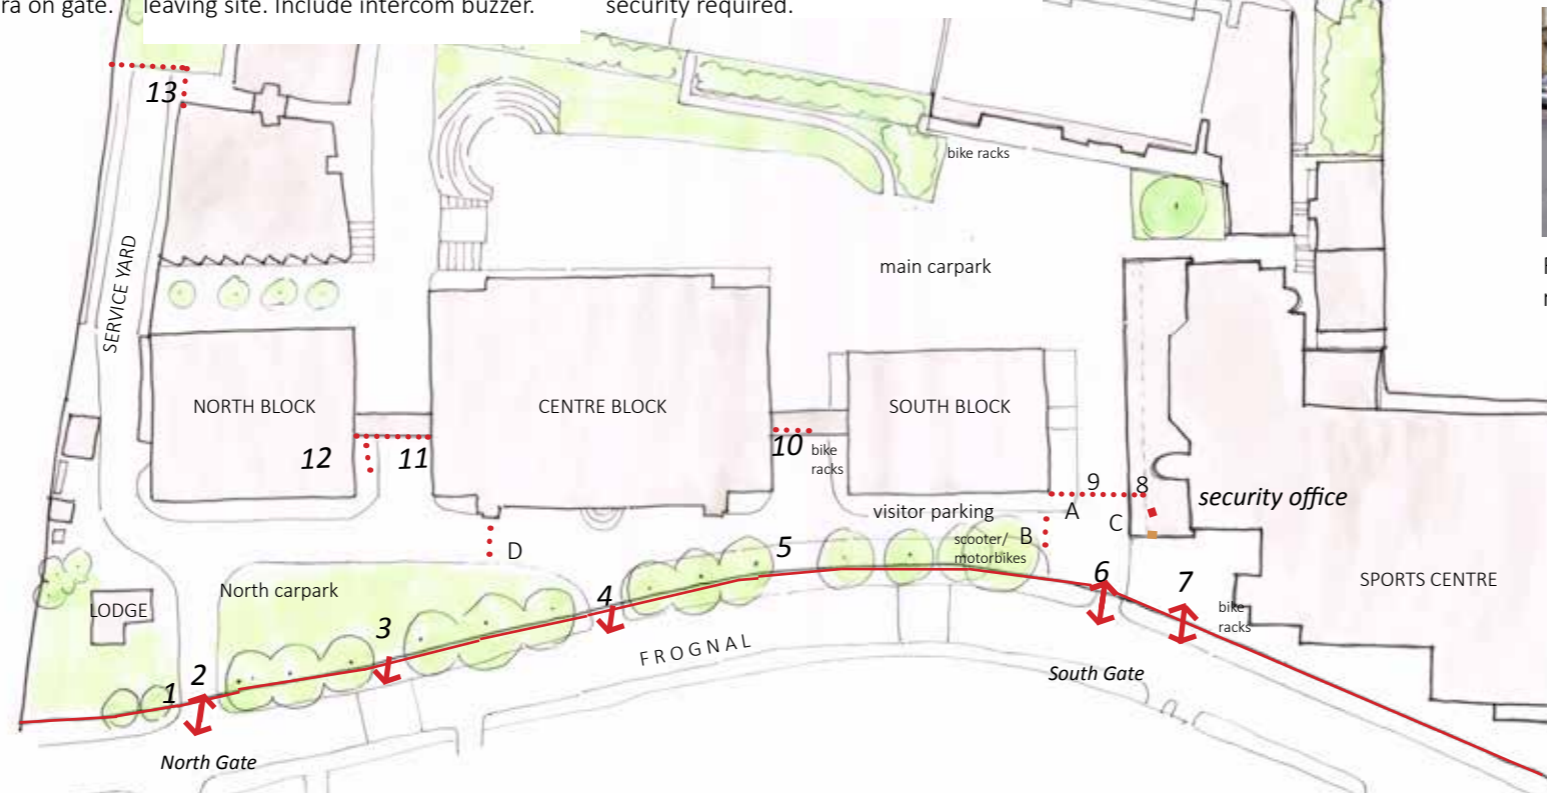 ra on gate.
leaving site. Include intercom buzzer.
security required.
13
bike racks
SERVICE YARD
main carpark
NORTH BLOCK
CENTRE BLOCK
SOUTH BLOCK
12
11
10
bike
racks
9
8
security office
visitor parking
A
C
scooter/
motorbikes
B
D
5
SPORTS CENTRE
North carpark
LODGE
4
6
7
bike
racks
3
FROGNAL
2
1
South Gate
North Gate